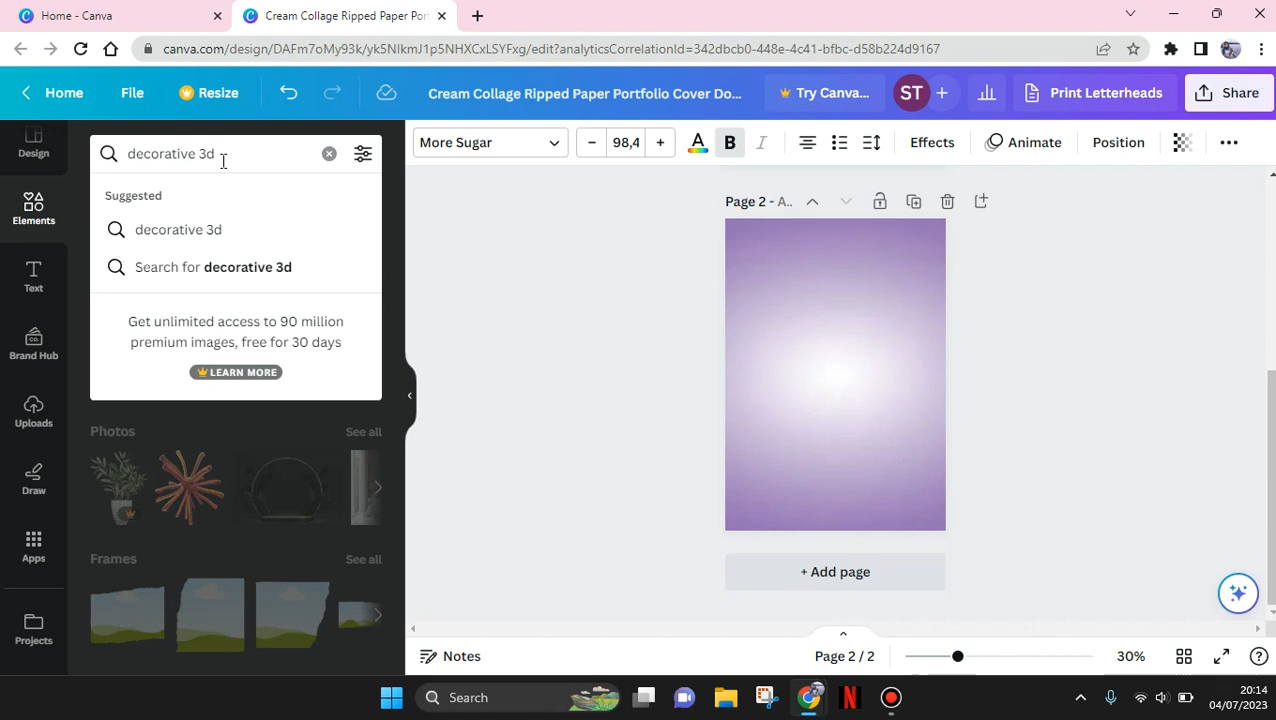 Home - Canva
Cream Collage Ripped Paper Port
canva.com/design/DAFm7oMy93k/yk5NIkmJ1p5NHXCxLSYFxg/edit?analyticsCorrelationId=342dbcb0-448e-4c41-bfbc-d58b224d9167
Home
File
Resize
Cream Collage Ripped Paper Portfolio Cover Do...
Try Canva...
ST
Print Letterheads
Share
Design
Elements
Text
Brand Hub
Uploads
Draw
Apps
Projects
decorative 3d
Suggested
decorative 3d
Search for decorative 3d
Get unlimited access to 90 million
premium images, free for 30 days
LEARN MORE
Photos
See all
Frames
See all
More Sugar
98,4
A
B
I
Effects
Animate
Position
Page 2 - A..
+ Add page
Notes
Page 2 / 2
30%
Search
20:14
04/07/2023